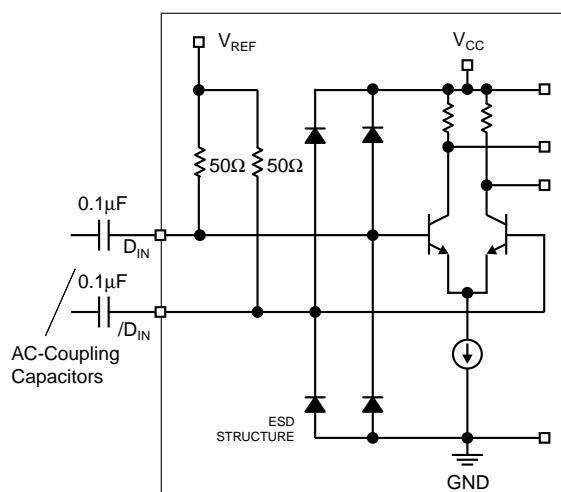 VREF
VCC
50Ω
50Ω
0.1µF
DIN
0.1µF
/DIN
AC-Coupling
Capacitors
ESD
STRUCTURE
GND